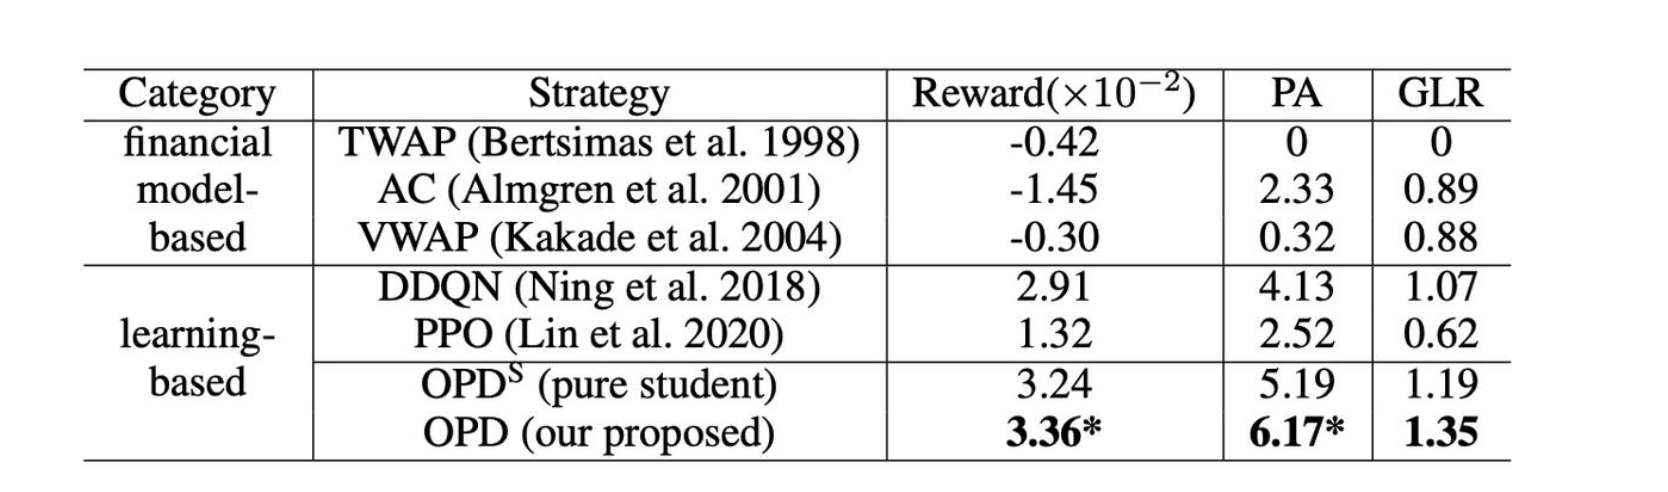 Category Strategy Reward(×10⁻²) PA GLR
financial TWAP (Bertsimas et al. 1998) -0.42 0 0
model- AC (Almgren et al. 2001) -1.45 2.33 0.89
based VWAP (Kakade et al. 2004) -0.30 0.32 0.88
DDQN (Ning et al. 2018) 2.91 4.13 1.07
learning- PPO (Lin et al. 2020) 1.32 2.52 0.62
based OPDˢ (pure student) 3.24 5.19 1.19
OPD (our proposed) 3.36* 6.17* 1.35